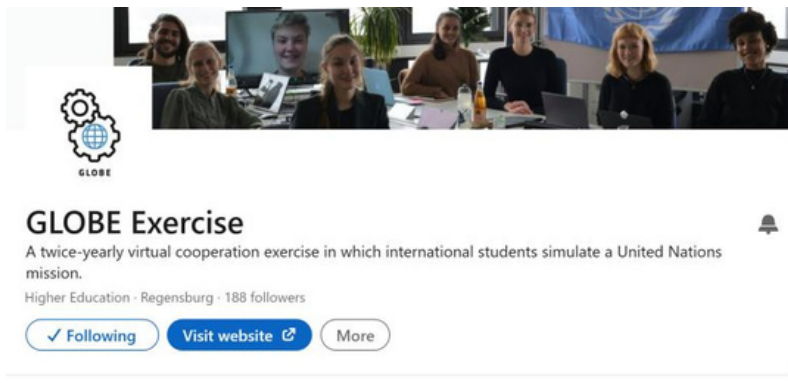 GLOBE
GLOBE Exercise
A twice-yearly virtual cooperation exercise in which international students simulate a United Nations
mission.
Higher Education · Regensburg · 188 followers
✓ Following
Visit website
More